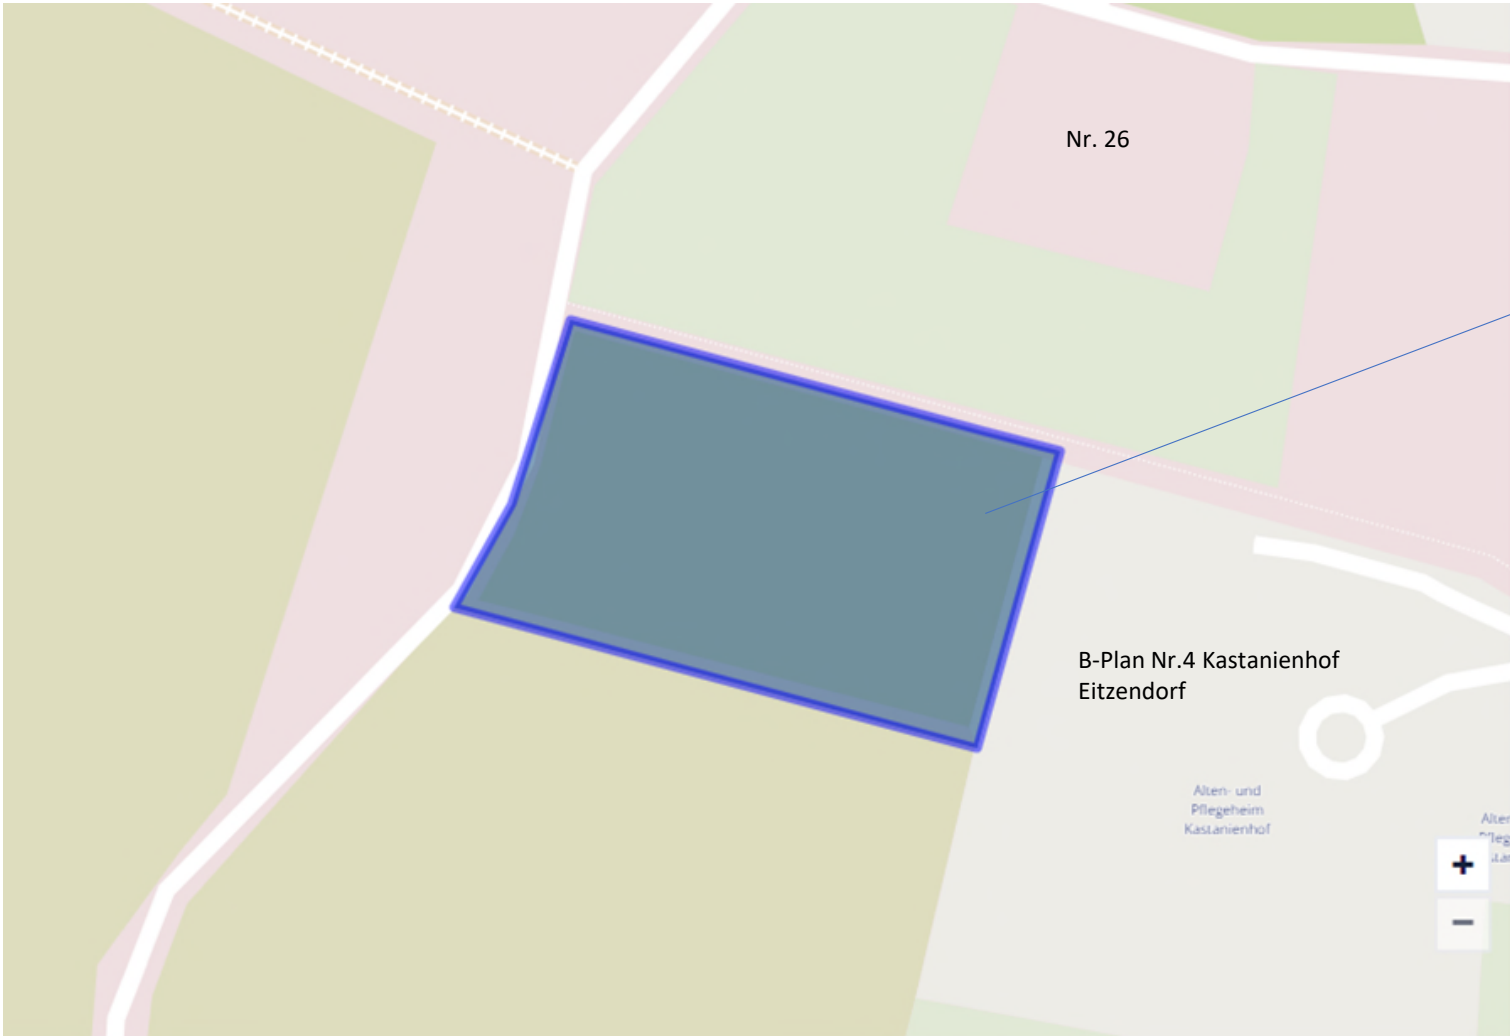 Nr. 26
B-Plan Nr.4 Kastanienhof
Eitzendorf
Alten- und
Pflegeheim
Kastanienhof
+
−